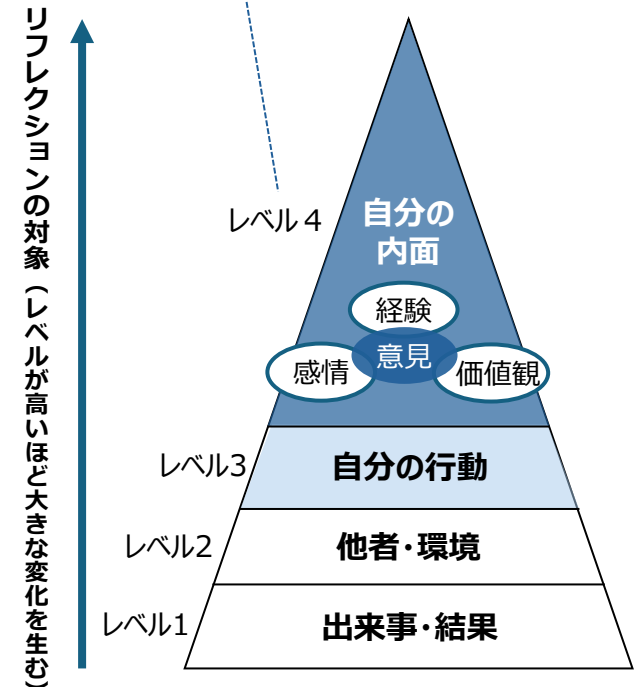 リフレクションの対象（レベルが高いほど大きな変化を生む）
レベル４
自分の
内面
経験
意見
感情
価値観
レベル3
自分の行動
レベル2
他者･環境
レベル1
出来事･結果